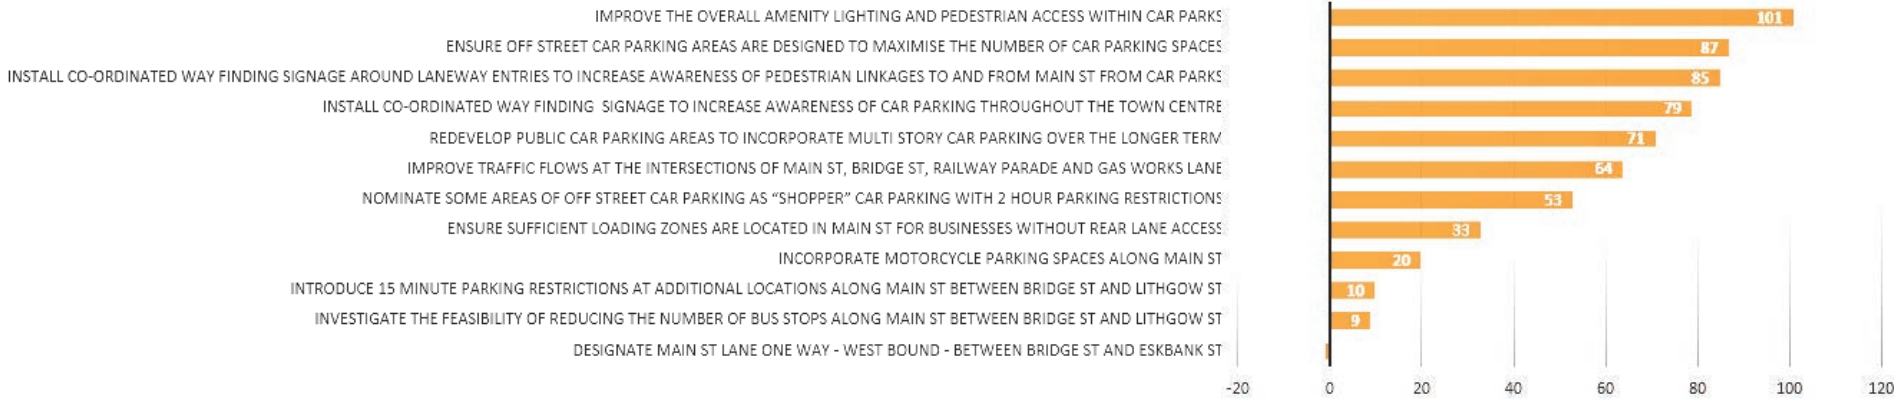 IMPROVE THE OVERALL AMENITY LIGHTING AND PEDESTRIAN ACCESS WITHIN CAR PARKS 101
ENSURE OFF STREET CAR PARKING AREAS ARE DESIGNED TO MAXIMISE THE NUMBER OF CAR PARKING SPACES 87
INSTALL CO-ORDINATED WAY FINDING SIGNAGE AROUND LANEWAY ENTRIES TO INCREASE AWARENESS OF PEDESTRIAN LINKAGES TO AND FROM MAIN ST FROM CAR PARKS 85
INSTALL CO-ORDINATED WAY FINDING SIGNAGE TO INCREASE AWARENESS OF CAR PARKING THROUGHOUT THE TOWN CENTRE 79
REDEVELOP PUBLIC CAR PARKING AREAS TO INCORPORATE MULTI STORY CAR PARKING OVER THE LONGER TERM 71
IMPROVE TRAFFIC FLOWS AT THE INTERSECTIONS OF MAIN ST, BRIDGE ST, RAILWAY PARADE AND GAS WORKS LANE 64
NOMINATE SOME AREAS OF OFF STREET CAR PARKING AS “SHOPPER” CAR PARKING WITH 2 HOUR PARKING RESTRICTIONS 53
ENSURE SUFFICIENT LOADING ZONES ARE LOCATED IN MAIN ST FOR BUSINESSES WITHOUT REAR LANE ACCESS 33
INCORPORATE MOTORCYCLE PARKING SPACES ALONG MAIN ST 20
INTRODUCE 15 MINUTE PARKING RESTRICTIONS AT ADDITIONAL LOCATIONS ALONG MAIN ST BETWEEN BRIDGE ST AND LITHGOW ST 10
INVESTIGATE THE FEASIBILITY OF REDUCING THE NUMBER OF BUS STOPS ALONG MAIN ST BETWEEN BRIDGE ST AND LITHGOW ST 9
DESIGNATE MAIN ST LANE ONE WAY - WEST BOUND - BETWEEN BRIDGE ST AND ESKBANK ST
-20 0 20 40 60 80 100 120